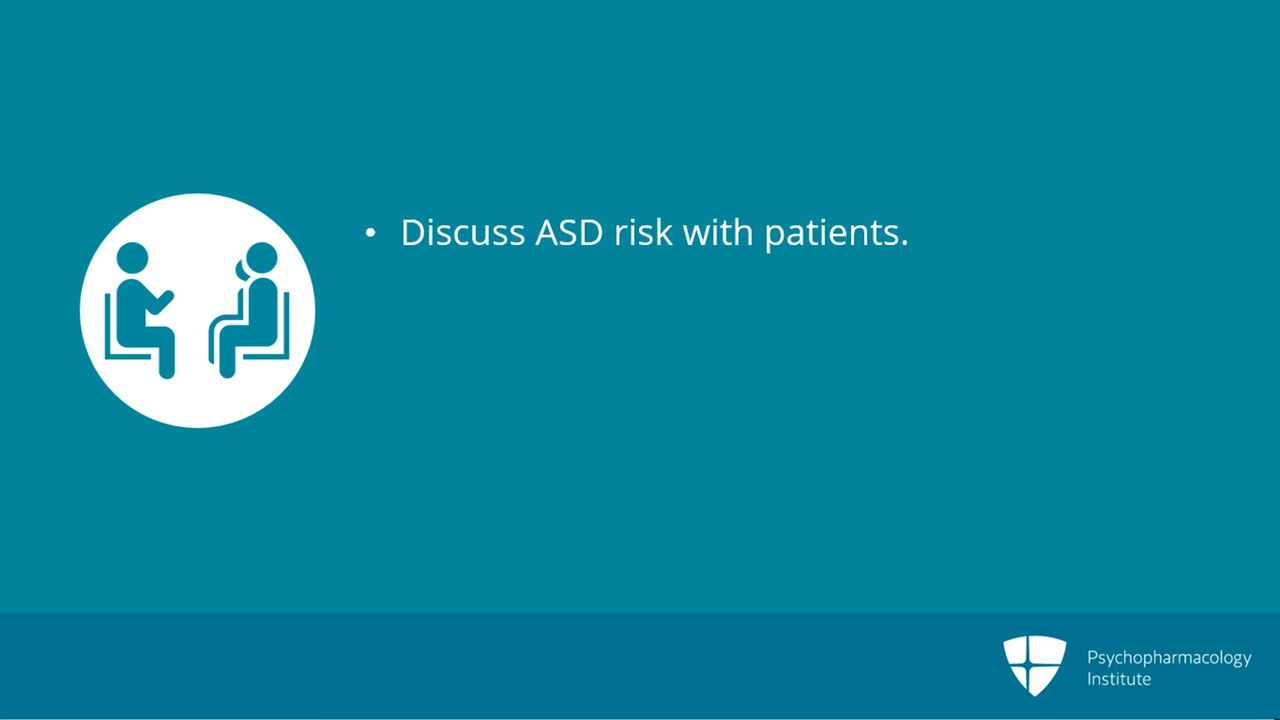 • Discuss ASD risk with patients.
Psychopharmacology
Institute